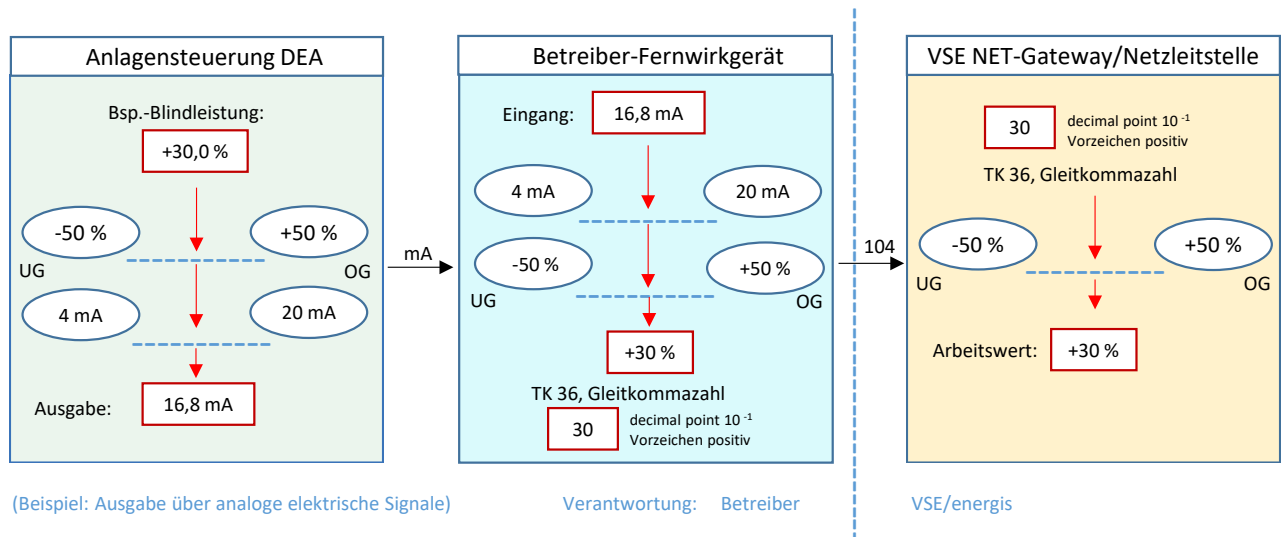 Anlagensteuerung DEA
Bsp.-Blindleistung:
+30,0 %
-50 %
+50 %
UG
OG
4 mA
20 mA
Ausgabe:
16,8 mA
mA
Betreiber-Fernwirkgerät
Eingang:
16,8 mA
4 mA
20 mA
-50 %
+50 %
UG
OG
+30 %
TK 36, Gleitkommazahl
30
decimal point 10 -1
Vorzeichen positiv
104
VSE NET-Gateway/Netzleitstelle
30
decimal point 10 -1
Vorzeichen positiv
TK 36, Gleitkommazahl
-50 %
+50 %
UG
OG
Arbeitswert:
+30 %
(Beispiel: Ausgabe über analoge elektrische Signale)
Verantwortung: Betreiber
VSE/energis